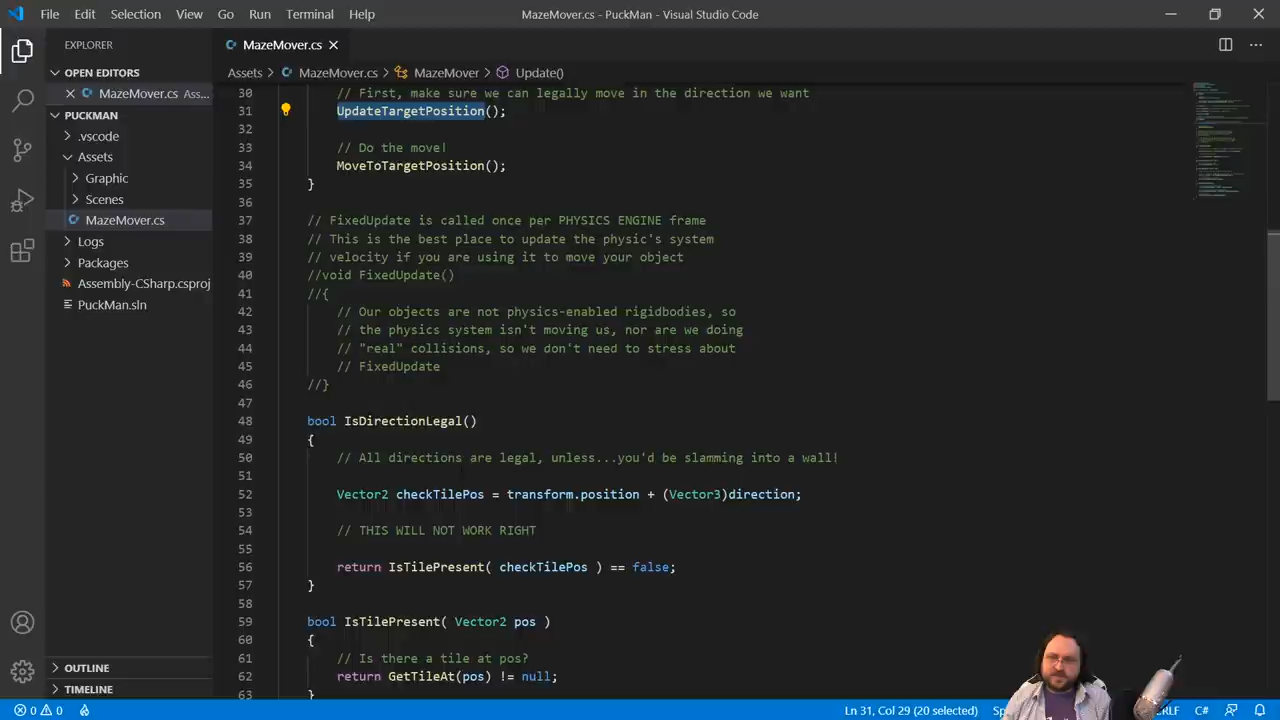 File Edit Selection View Go Run Terminal Help
MazeMover.cs - PuckMan - Visual Studio Code
EXPLORER
OPEN EDITORS
MazeMover.cs Ass...
PUCKMAN
.vscode
Assets
Graphic
Scenes
MazeMover.cs
Logs
Packages
Assembly-CSharp.csproj
PuckMan.sln
OUTLINE
TIMELINE
MazeMover.cs
Assets > MazeMover.cs > MazeMover > Update()
30 // First, make sure we can legally move in the direction we want
31 UpdateTargetPosition();
32
33 // Do the move!
34 MoveToTargetPosition();
35 }
36
37 // FixedUpdate is called once per PHYSICS ENGINE frame
38 // This is the best place to update the physic's system
39 // velocity if you are using it to move your object
40 //void FixedUpdate()
41 //{
42 // Our objects are not physics-enabled rigidbodies, so
43 // the physics system isn't moving us, nor are we doing
44 // "real" collisions, so we don't need to stress about
45 // FixedUpdate
46 //}
47
48 bool IsDirectionLegal()
49 {
50 // All directions are legal, unless...you'd be slamming into a wall!
51
52 Vector2 checkTilePos = transform.position + (Vector3)direction;
53
54 // THIS WILL NOT WORK RIGHT
55
56 return IsTilePresent( checkTilePos ) == false;
57 }
58
59 bool IsTilePresent( Vector2 pos )
60 {
61 // Is there a tile at pos?
62 return GetTileAt(pos) != null;
63 }
0 0 Ln 31, Col 29 (20 selected) C#